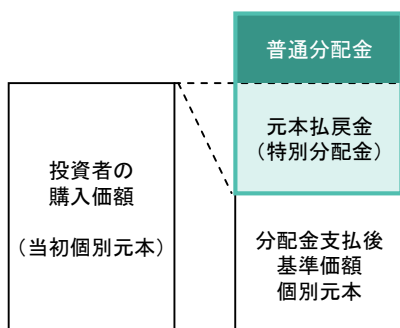 普通分配金
元本払戻金
（特別分配金）
投資者の
購入価額
（当初個別元本）
分配金支払後
基準価額
個別元本